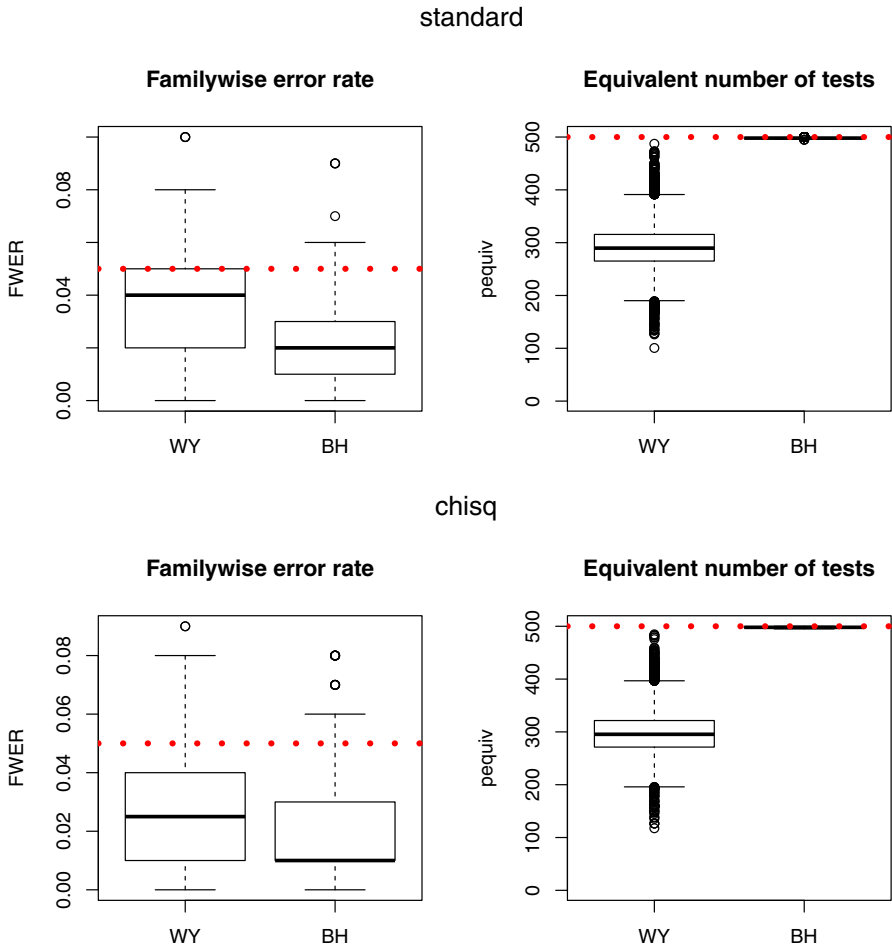 standard
Familywise error rate
Equivalent number of tests
FWER
0.00
0.04
0.08
WY
BH
pequiv
0
100
200
300
400
500
WY
BH
chisq
Familywise error rate
Equivalent number of tests
FWER
0.00
0.02
0.04
0.06
0.08
WY
BH
pequiv
0
100
200
300
400
500
WY
BH